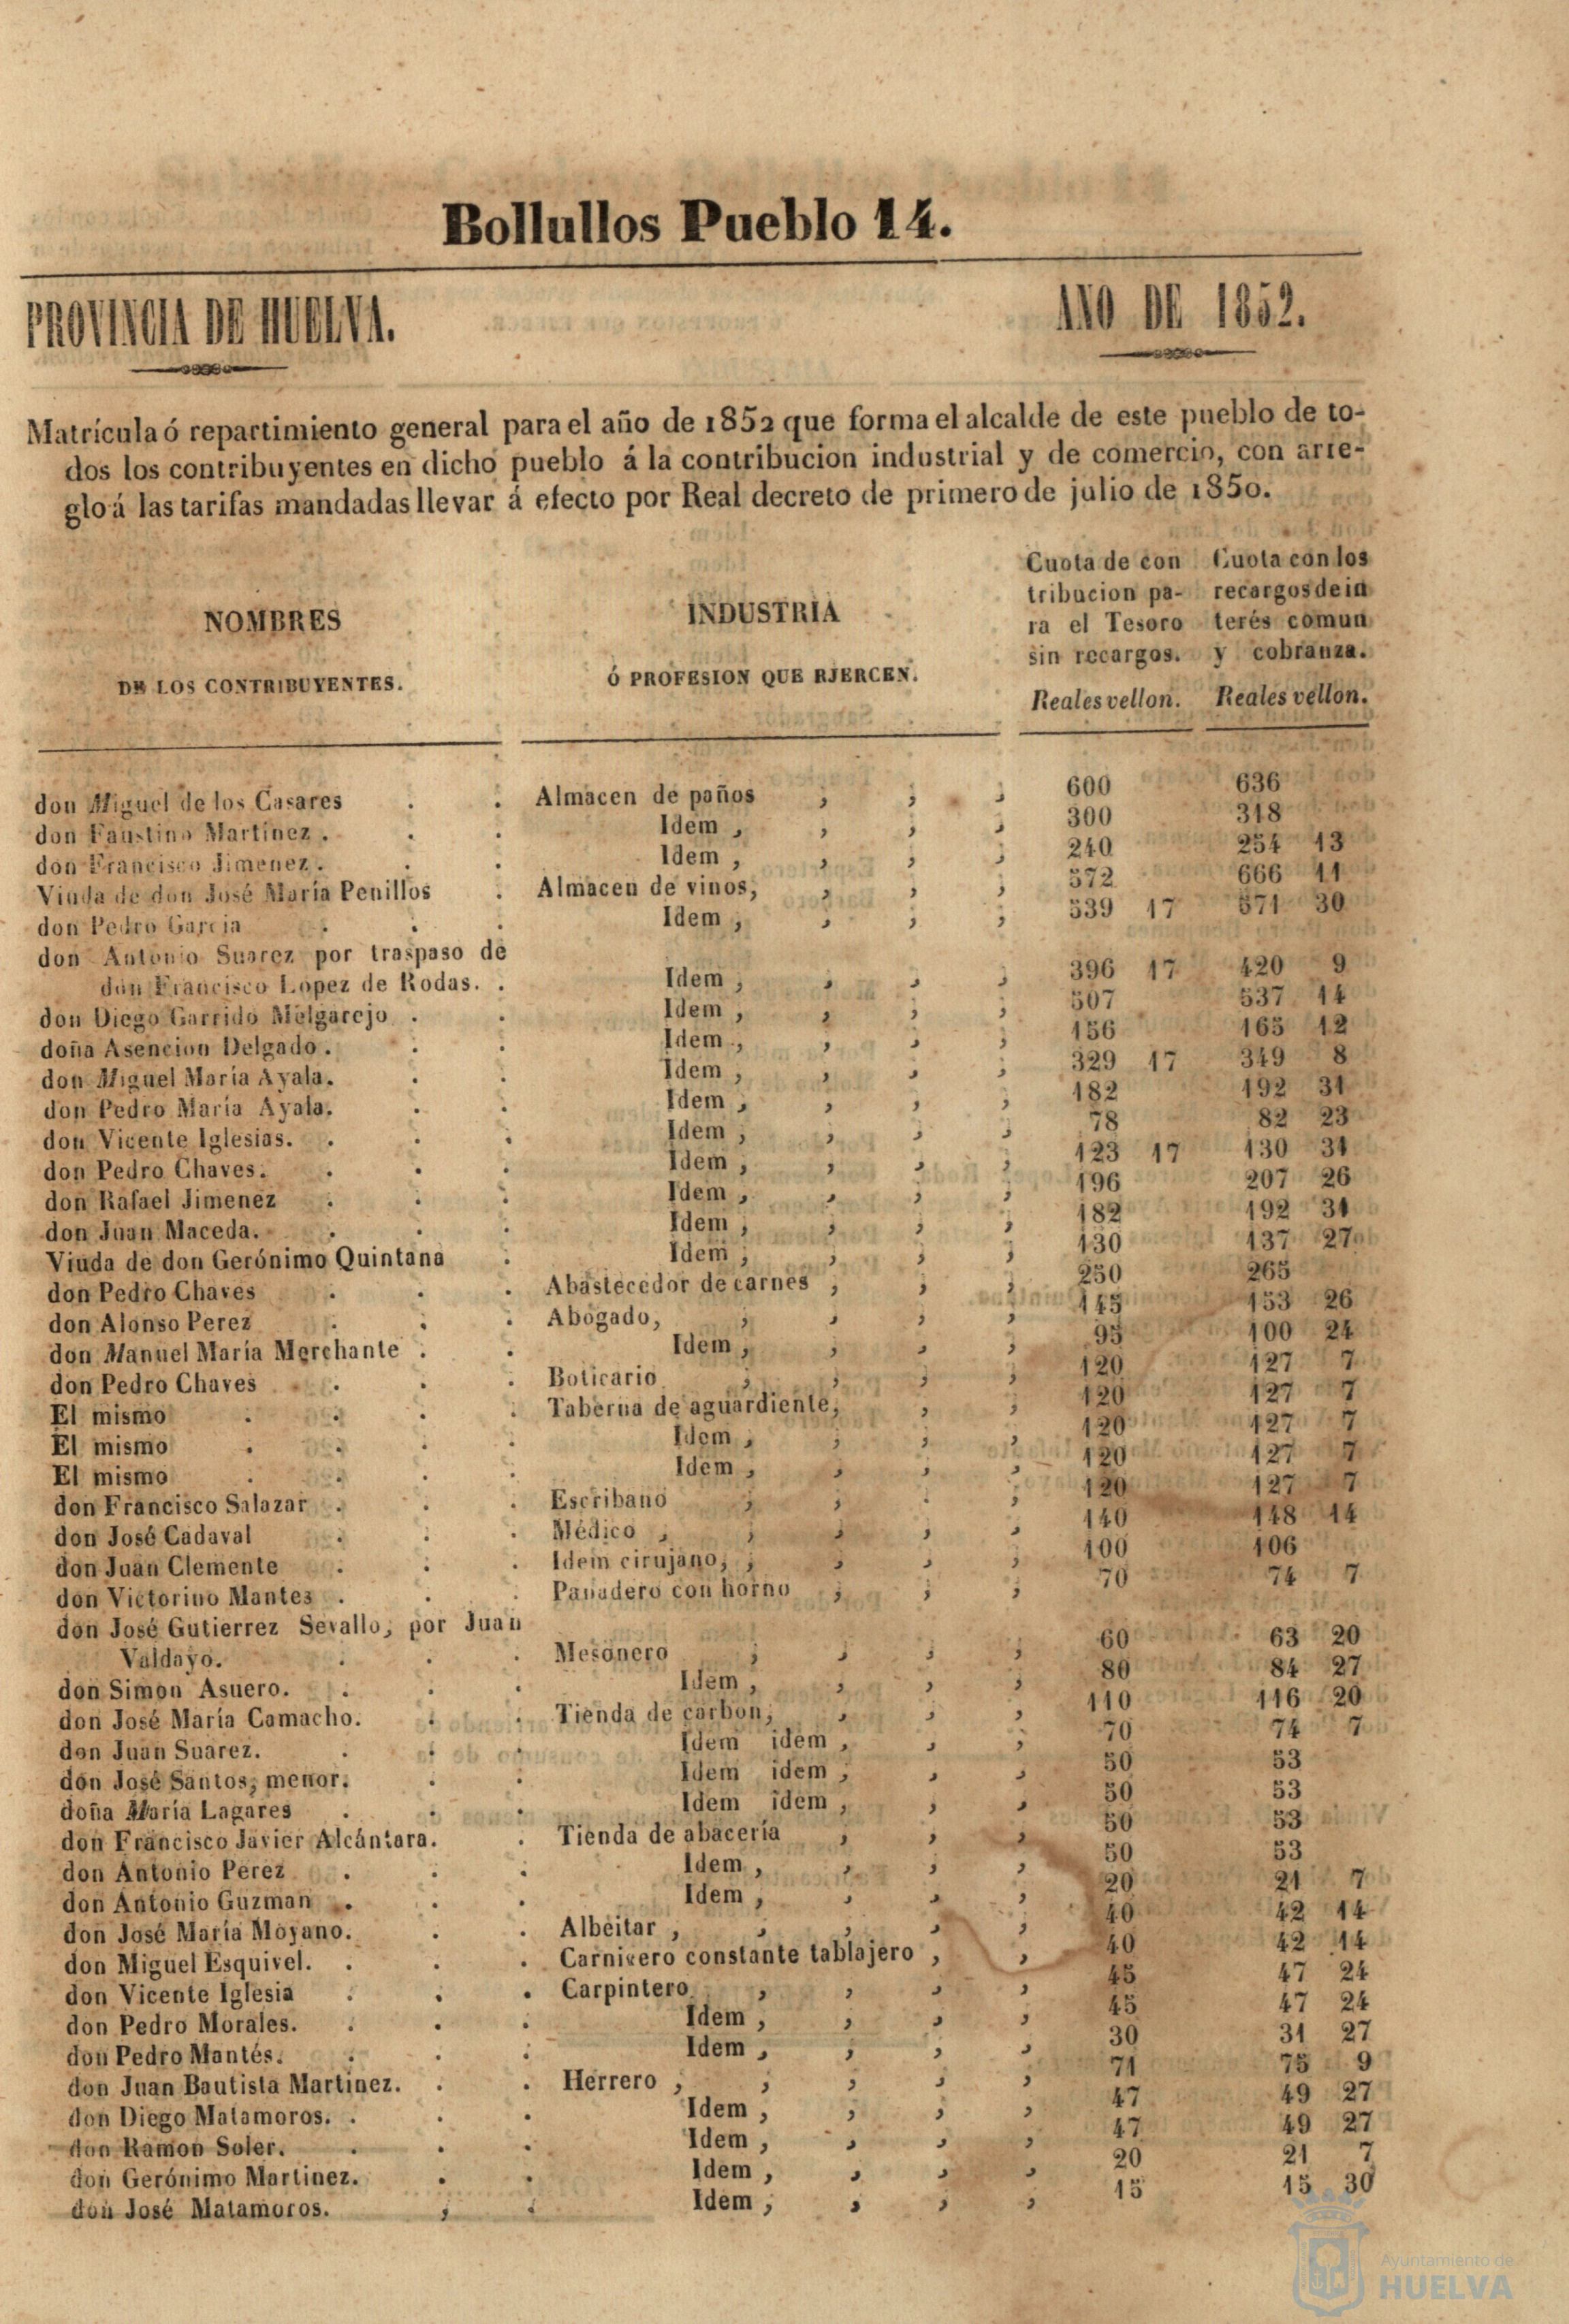 Bollullos Pueblo 14.
PROVINCIA DE HUELVA. AÑO DE 1852.
Matrícula ó repartimiento general para el año de 1852 que forma el alcalde de este pueblo de to-
dos los contribuyentes en dicho pueblo á la contribucion industrial y de comercio, con arre-
glo á las tarifas mandadas llevar á efecto por Real decreto de primero de julio de 1850.
NOMBRES
DE LOS CONTRIBUYENTES.
INDUSTRIA
Ó PROFESION QUE RJERCEN.
Cuota de con
tribucion pa-
ra el Tesoro
sin recargos.
Reales vellon.
Cuota con los
recargos de in
terés comun
y cobranza.
Reales vellon.
don Miguel de los Casares . . Almacen de paños , , , 600 636
don Faustino Martinez . . . Idem , , , , 300 318
don Francisco Jimenez . . . Idem , , , , 240 254 13
Viuda de don José María Penillos . Almacen de vinos, , , , 572 666 11
don Pedro Garcia . . . Idem , , , , 539 17 571 30
don Antonio Suarez por traspaso de
don Francisco Lopez de Rodas. . Idem , , , , 396 17 420 9
don Diego Garrido Melgarejo . . Idem , , , , 507 537 14
doña Asencion Delgado . . . Idem , , , , 156 165 12
don Miguel María Ayala. . . Idem , , , , 329 17 349 8
don Pedro María Ayala. . . Idem , , , , 182 192 31
don Vicente Iglesias. . . . Idem , , , , 78 82 23
don Pedro Chaves. . . . Idem , , , , 123 17 130 31
don Rafael Jimenez . . . Idem , , , , 196 207 26
don Juan Maceda. . . . Idem , , , , 182 192 31
Viuda de don Gerónimo Quintana . Idem , , , , 130 137 27
don Pedro Chaves . . . Abastecedor de carnes , , , 250 265
don Alonso Perez . . . Abogado, , , , , 145 153 26
don Manuel María Merchante . . Idem , , , , 95 100 24
don Pedro Chaves . . . Boticario , , , , 120 127 7
El mismo . . . . Taberna de aguardiente, , , 120 127 7
El mismo . . . . Idem , , , , 120 127 7
El mismo . . . . Idem , , , , 120 127 7
don Francisco Salazar . . . Escribano , , . , 120 127 7
don José Cadaval . . . Médico , , , , , 140 148 14
don Juan Clemente . . . Idem cirujano, , , , , 100 106
don Victorino Mantes . . . Panadero con horno , , , 70 74 7
don José Gutierrez Sevallo, por Juan
Valdayo. . . . Mesonero , , , , 60 63 20
don Simon Asuero. . . . Idem , , , , 80 84 27
don José María Camacho. . . Tienda de carbon, , , , 110 116 20
don Juan Suarez. . . . Idem idem , , , 70 74 7
don José Santos, menor. . . Idem idem , , , 50 53
doña María Lagares . . . Idem idem , , , 50 53
don Francisco Javier Alcántara. . Tienda de abacería , , , 50 53
don Antonio Perez . . . Idem , , , , 50 53
don Antonio Guzman . . . Idem , , , , 20 21 7
don José María Moyano. . . Albeitar , , , , , 40 42 14
don Miguel Esquivel. . . . Carnicero constante tablajero , , 40 42 14
don Vicente Iglesia . . . Carpintero , , , , 45 47 24
don Pedro Morales. . . . Idem , , , , 45 47 24
don Pedro Mantés. . . . Idem , , , , 30 31 27
don Juan Bautista Martinez. . . Herrero , , , , , 71 75 9
don Diego Matamoros. . . . Idem , , , , 47 49 27
don Ramon Soler. . . . Idem , , , , 47 49 27
don Gerónimo Martinez. . . Idem , , , , 20 21 7
don José Matamoros. , . Idem , , , , 15 15 30
Ayuntamiento de
HUELVA